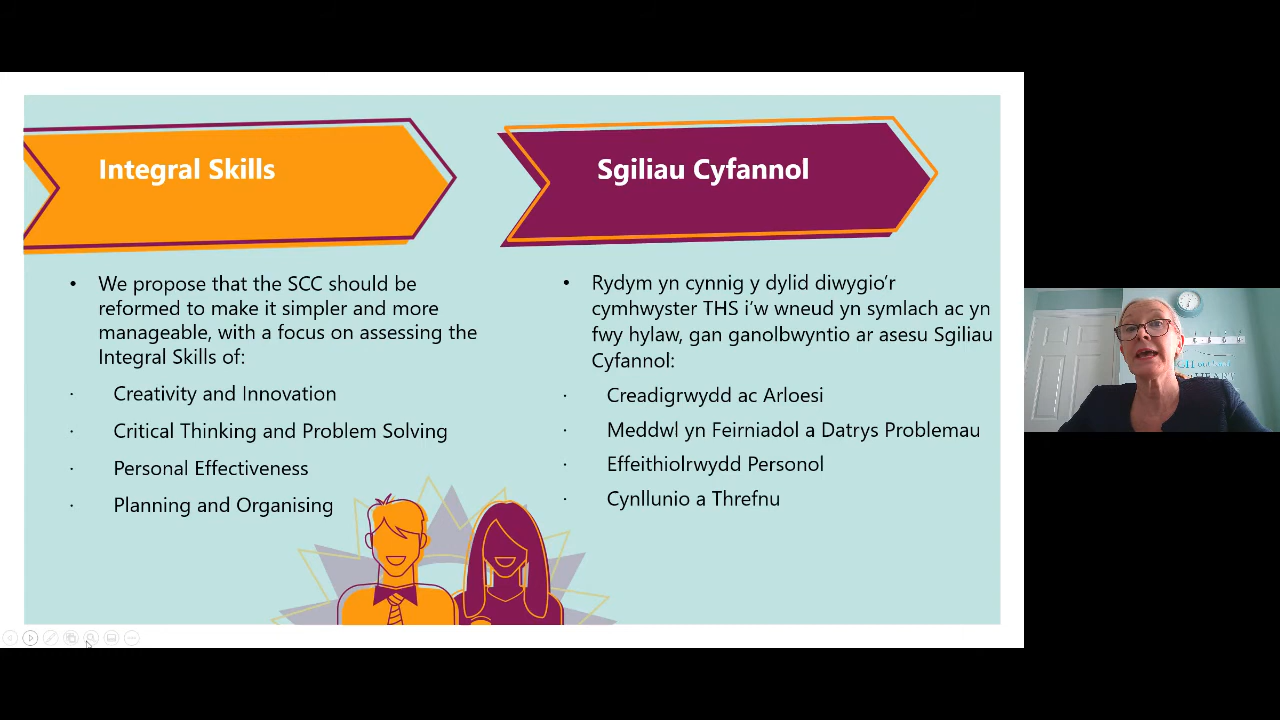 Integral Skills
• We propose that the SCC should be
reformed to make it simpler and more
manageable, with a focus on assessing the
Integral Skills of:
· Creativity and Innovation
· Critical Thinking and Problem Solving
· Personal Effectiveness
· Planning and Organising
Sgiliau Cyfannol
• Rydym yn cynnig y dylid diwygio’r
cymhwyster THS i’w wneud yn symlach ac yn
fwy hylaw, gan ganolbwyntio ar asesu Sgiliau
Cyfannol:
· Creadigrwydd ac Arloesi
· Meddwl yn Feirniadol a Datrys Problemau
· Effeithiolrwydd Personol
· Cynllunio a Threfnu